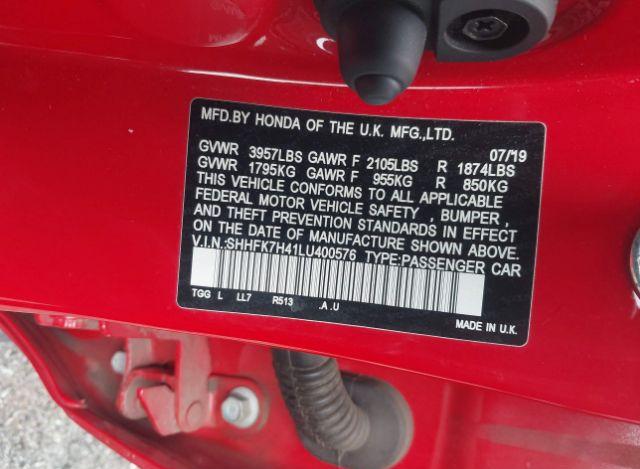 MFD.BY HONDA OF THE U.K. MFG.,LTD.
07/19
GVWR 3957LBS GAWR F 2105LBS R 1874LBS
GVWR 1795KG GAWR F 955KG R 850KG
THIS VEHICLE CONFORMS TO ALL APPLICABLE
FEDERAL MOTOR VEHICLE SAFETY , BUMPER ,
AND THEFT PREVENTION STANDARDS IN EFFECT
ON THE DATE OF MANUFACTURE SHOWN ABOVE.
V.I.N.:SHHFK7H41LU400576 TYPE:PASSENGER CAR
TGG L LL7 R513 .A.U
MADE IN U.K.